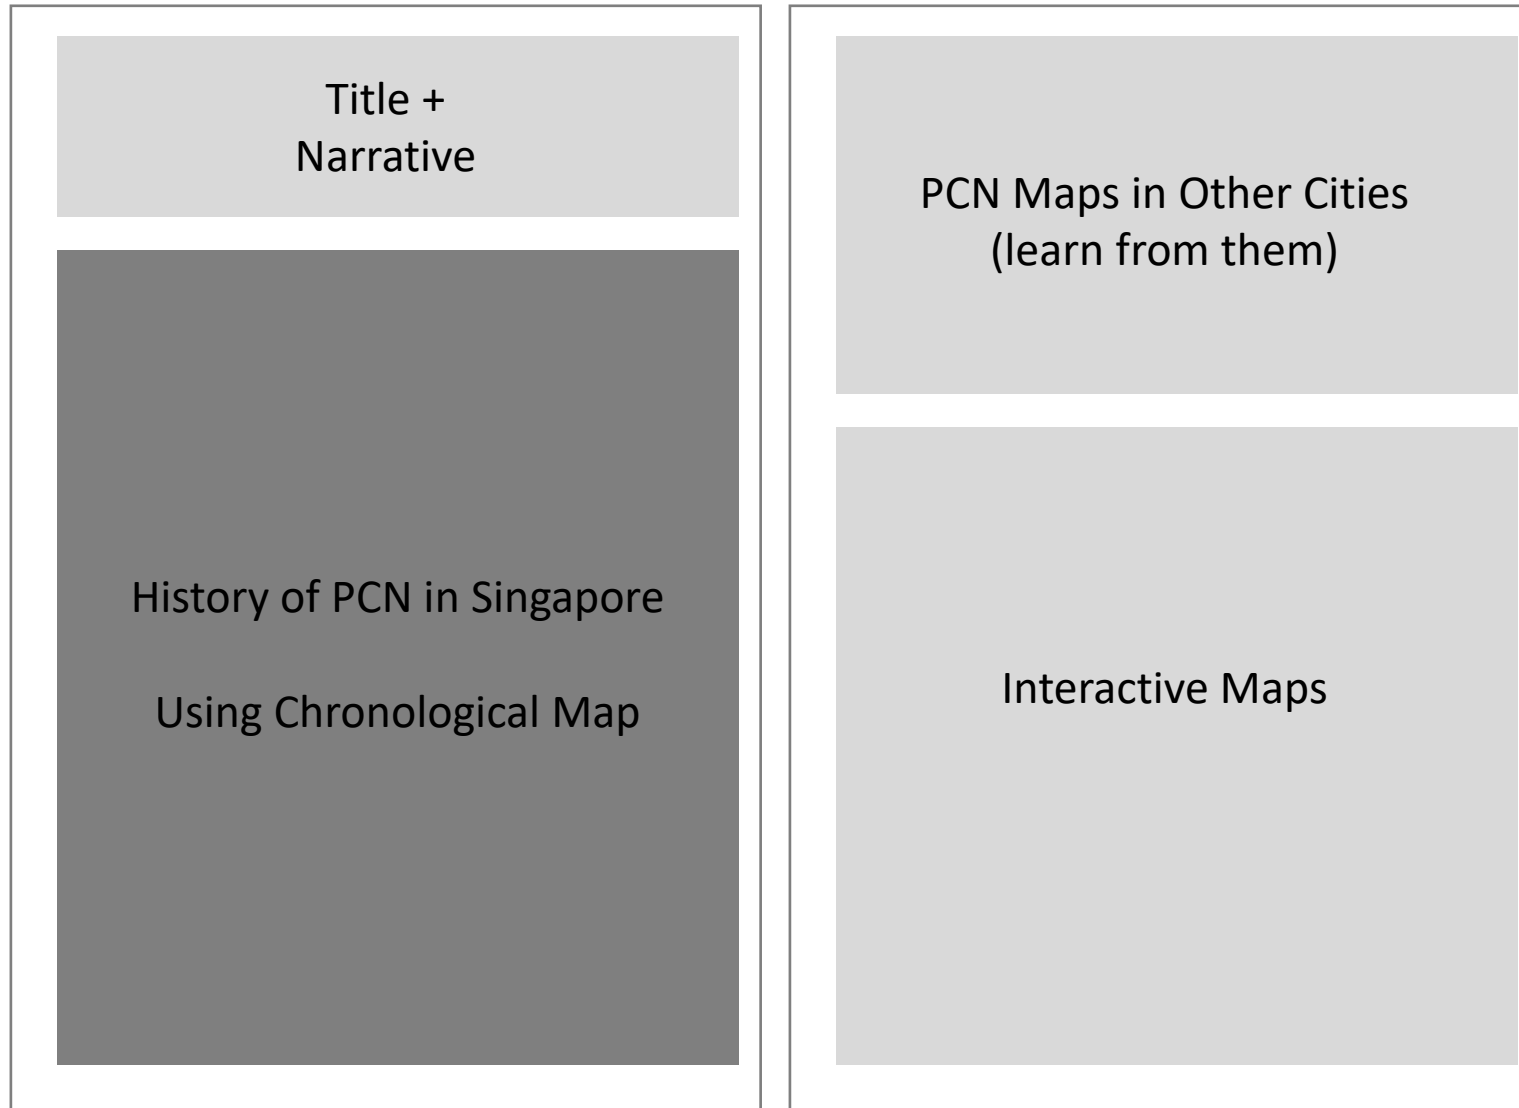 Title +
Narrative
History of PCN in Singapore
Using Chronological Map
PCN Maps in Other Cities
(learn from them)
Interactive Maps